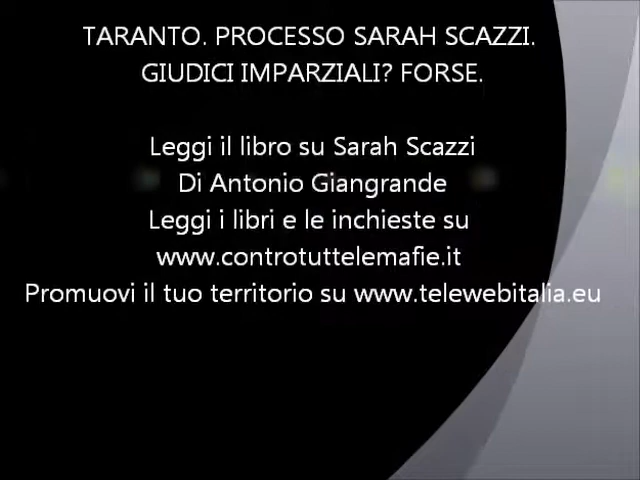 TARANTO. PROCESSO SARAH SCAZZI.
GIUDICI IMPARZIALI? FORSE.
Leggi il libro su Sarah Scazzi
Di Antonio Giangrande
Leggi i libri e le inchieste su
www.controtuttelemafie.it
Promuovi il tuo territorio su www.telewebitalia.eu